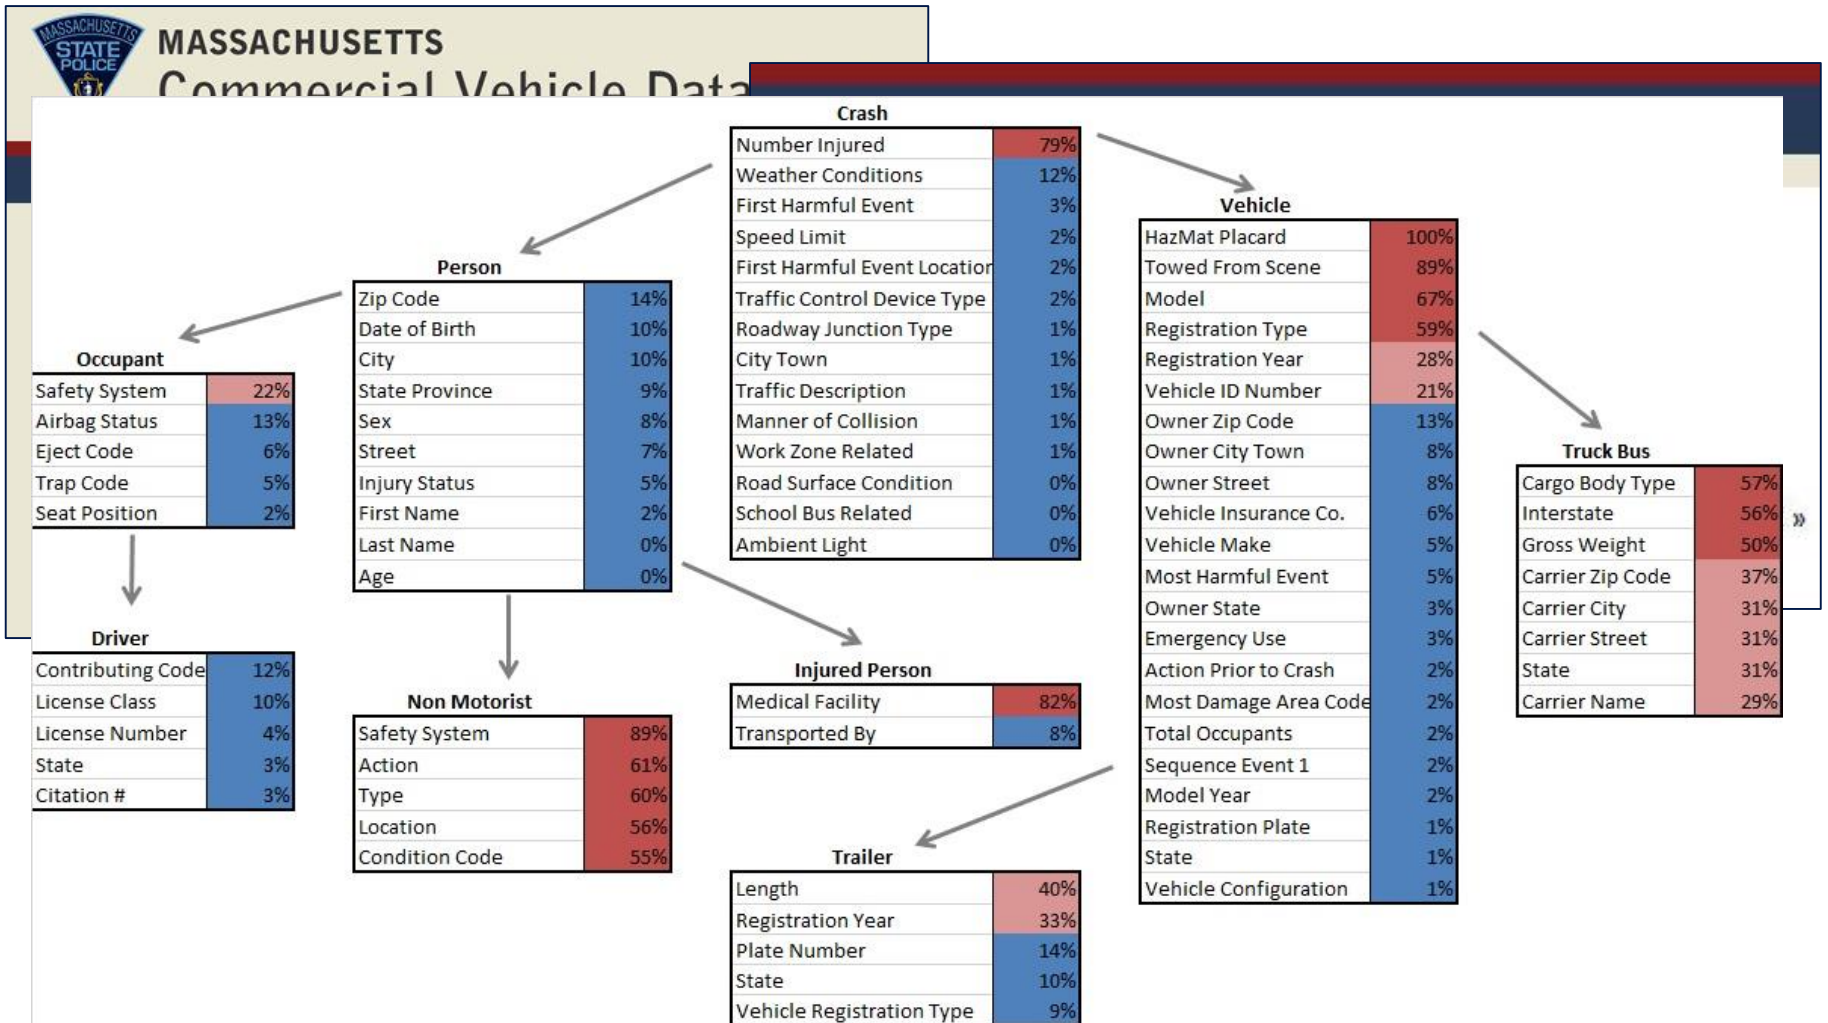 MASSACHUSETTS
STATE
POLICE
MASSACHUSETTS
Commercial Vehicle Data
Crash
Number Injured 79%
Weather Conditions 12%
First Harmful Event 3%
Speed Limit 2%
First Harmful Event Location 2%
Traffic Control Device Type 2%
Roadway Junction Type 1%
City Town 1%
Traffic Description 1%
Manner of Collision 1%
Work Zone Related 1%
Road Surface Condition 0%
School Bus Related 0%
Ambient Light 0%
Person
Zip Code 14%
Date of Birth 10%
City 10%
State Province 9%
Sex 8%
Street 7%
Injury Status 5%
First Name 2%
Last Name 0%
Age 0%
Occupant
Safety System 22%
Airbag Status 13%
Eject Code 6%
Trap Code 5%
Seat Position 2%
Driver
Contributing Code 12%
License Class 10%
License Number 4%
State 3%
Citation # 3%
Non Motorist
Safety System 89%
Action 61%
Type 60%
Location 56%
Condition Code 55%
Injured Person
Medical Facility 82%
Transported By 8%
Vehicle
HazMat Placard 100%
Towed From Scene 89%
Model 67%
Registration Type 59%
Registration Year 28%
Vehicle ID Number 21%
Owner Zip Code 13%
Owner City Town 8%
Owner Street 8%
Vehicle Insurance Co. 6%
Vehicle Make 5%
Most Harmful Event 5%
Owner State 3%
Emergency Use 3%
Action Prior to Crash 2%
Most Damage Area Code 2%
Total Occupants 2%
Sequence Event 1 2%
Model Year 2%
Registration Plate 1%
State 1%
Vehicle Configuration 1%
Truck Bus
Cargo Body Type 57%
Interstate 56%
Gross Weight 50%
Carrier Zip Code 37%
Carrier City 31%
Carrier Street 31%
State 31%
Carrier Name 29%
»
Trailer
Length 40%
Registration Year 33%
Plate Number 14%
State 10%
Vehicle Registration Type 9%